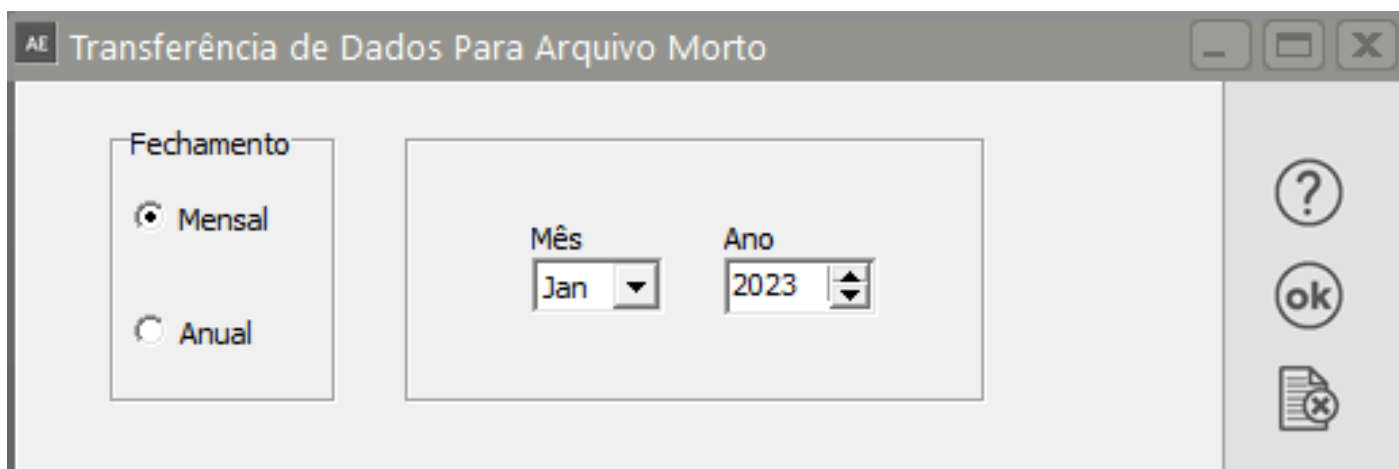 AE Transferência de Dados Para Arquivo Morto
Fechamento
Mensal
Mês Ano
Jan 2023
Anual
?
ok